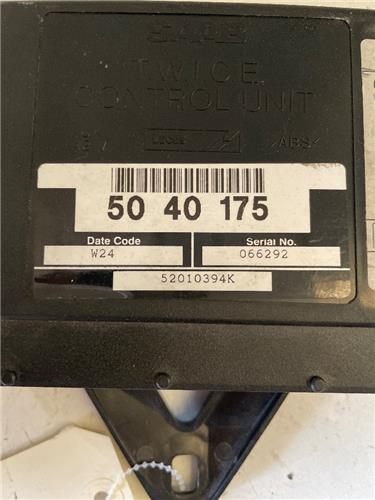 SAAB
T.W.I.C.E.
CONTROL UNIT
>ABS<
50 40 175
Date Code
Serial No.
W24
066292
52010394K